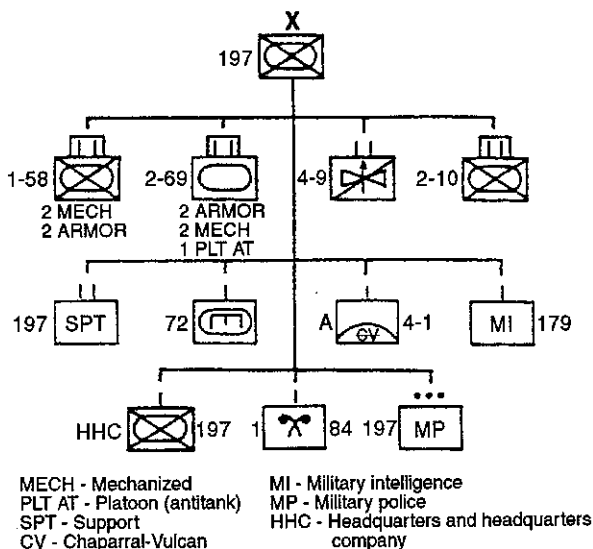 X
197
1-58
2-69
4-9
2-10
2 MECH
2 ARMOR
2 ARMOR
2 MECH
1 PLT AT
197 SPT
72
A CV 4-1
MI 179
HHC 197
1 84
197 MP
MECH - Mechanized
PLT AT - Platoon (antitank)
SPT - Support
CV - Chaparral-Vulcan
MI - Military intelligence
MP - Military police
HHC - Headquarters and headquarters
company